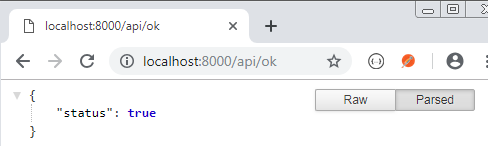 localhost:8000/api/ok
localhost:8000/api/ok
Raw Parsed
{
"status": true
}